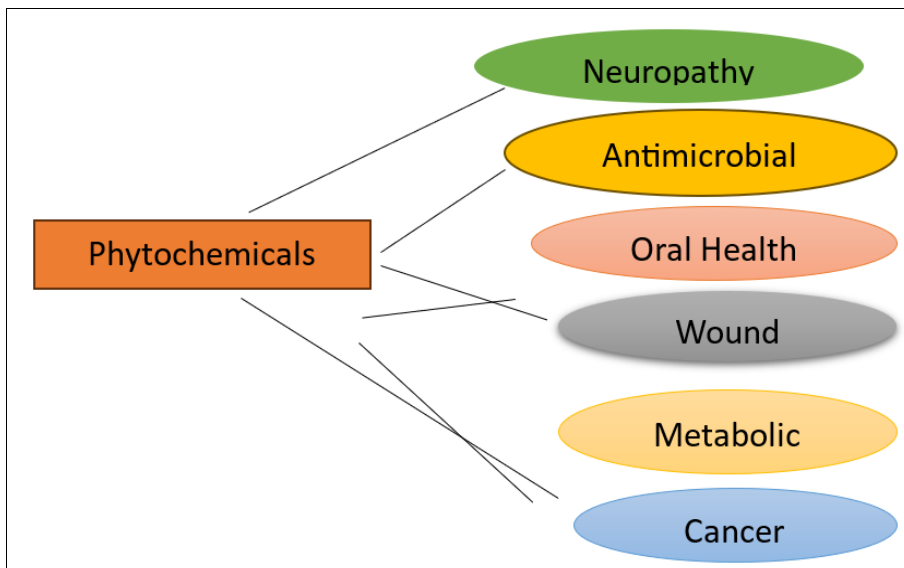 Neuropathy
Antimicrobial
Phytochemicals
Oral Health
Wound
Metabolic
Cancer